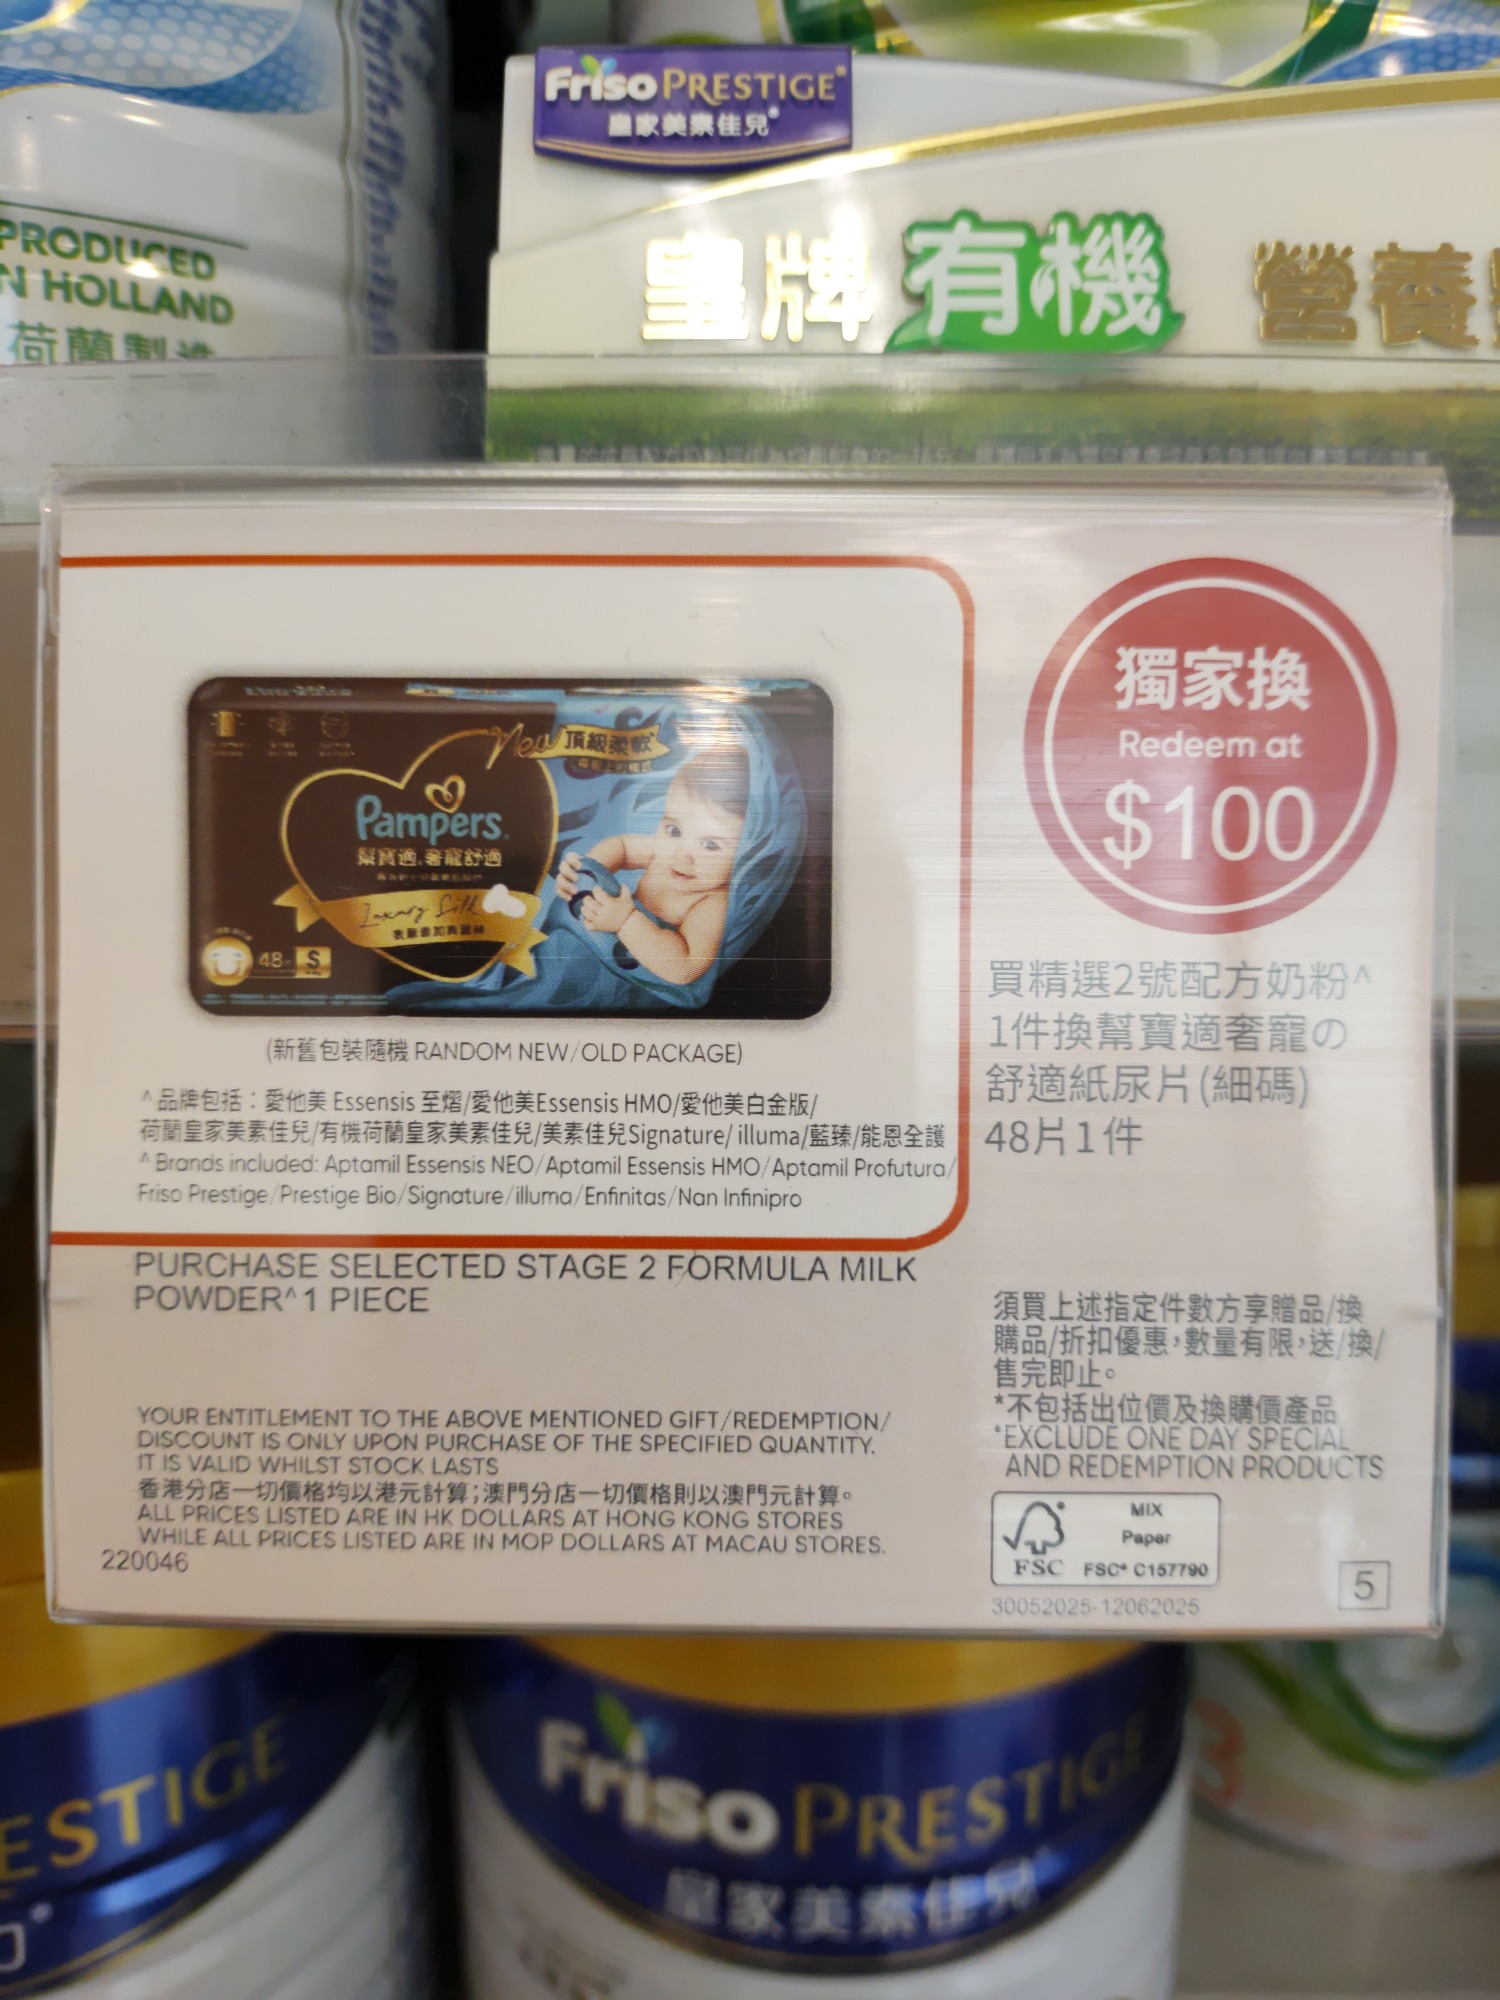 PRODUCED
N HOLLAND
荷蘭製造
Friso PRESTIGE®
皇家美素佳兒®
皇牌有機 營養
獨家換
Redeem at
$100
New 頂級柔軟
Pampers
幫寶適.奢寵舒適
Luxury Silk
48
S
(新舊包裝隨機 RANDOM NEW/OLD PACKAGE)
^品牌包括：愛他美 Essensis 至熠/愛他美Essensis HMO/愛他美白金版/
荷蘭皇家美素佳兒/有機荷蘭皇家美素佳兒/美素佳兒Signature/ illuma/藍臻/能恩全護
^Brands included: Aptamil Essensis NEO/Aptamil Essensis HMO/Aptamil Profutura/
Friso Prestige/Prestige Bio/Signature/illuma/Enfinitas/Nan Infinipro
買精選2號配方奶粉^
1件換幫寶適奢寵の
舒適紙尿片(細碼)
48片1件
PURCHASE SELECTED STAGE 2 FORMULA MILK
POWDER^1 PIECE
須買上述指定件數方享贈品/換
購品/折扣優惠，數量有限，送/換/
售完即止。
*不包括出位價及換購價產品
*EXCLUDE ONE DAY SPECIAL
AND REDEMPTION PRODUCTS
YOUR ENTITLEMENT TO THE ABOVE MENTIONED GIFT/REDEMPTION/
DISCOUNT IS ONLY UPON PURCHASE OF THE SPECIFIED QUANTITY.
IT IS VALID WHILST STOCK LASTS
香港分店一切價格均以港元計算；澳門分店一切價格則以澳門元計算。
ALL PRICES LISTED ARE IN HK DOLLARS AT HONG KONG STORES
WHILE ALL PRICES LISTED ARE IN MOP DOLLARS AT MACAU STORES.
220046
MIX
Paper
FSC FSC® C157790
30052025-12062025
5
ESTIGE
Friso PRESTIGE
皇家美素佳兒